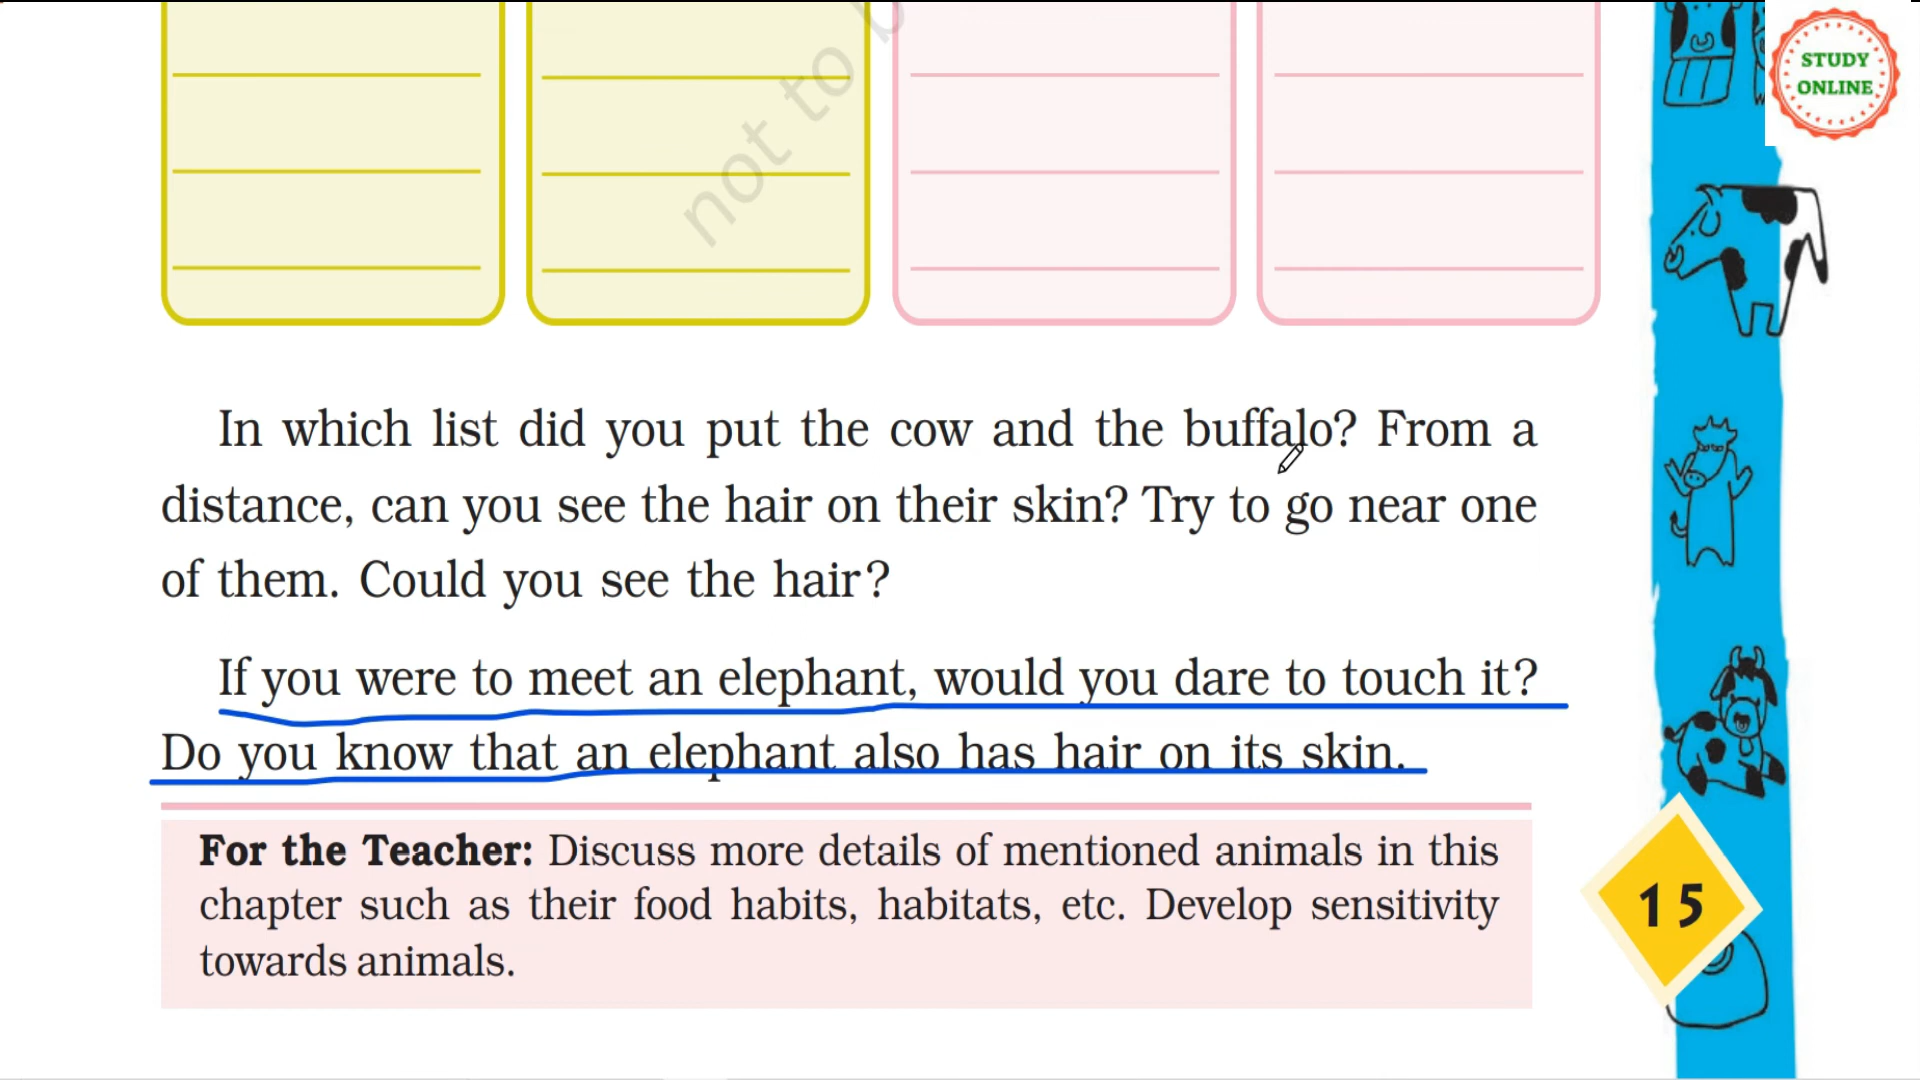 not to b
STUDY
ONLINE
In which list did you put the cow and the buffalo? From a
distance, can you see the hair on their skin? Try to go near one
of them. Could you see the hair?
If you were to meet an elephant, would you dare to touch it?
Do you know that an elephant also has hair on its skin.
For the Teacher: Discuss more details of mentioned animals in this
chapter such as their food habits, habitats, etc. Develop sensitivity
towards animals.
15